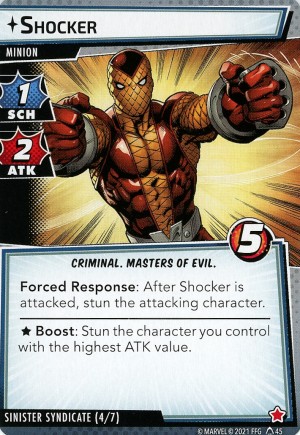 SHOCKER
MINION
1
SCH
2
ATK
5
CRIMINAL. MASTERS OF EVIL.
Forced Response: After Shocker is
attacked, stun the attacking character.
★ Boost: Stun the character you control
with the highest ATK value.
SINISTER SYNDICATE (4/7)
© MARVEL © 2021 FFG 45